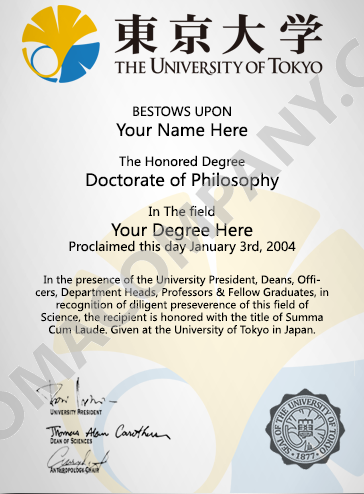 東京大学
THE UNIVERSITY OF TOKYO
BESTOWS UPON
Your Name Here
The Honored Degree
Doctorate of Philosophy
In The field
Your Degree Here
Proclaimed this day January 3rd, 2004
In the presence of the University President, Deans, Offi-
cers, Department Heads, Professors & Fellow Graduates, in
recognition of diligent preseverence of this field of
Science, the recipient is honored with the title of Summa
Cum Laude. Given at the University of Tokyo in Japan.
UNIVERSITY PRESIDENT
Thomas Alan Carothers
DEAN OF SCIENCES
ANTHROPOLOGY CHAIR
SEAL OF THE UNIVERSITY OF TOKYO
1877
OMACOMPANY.C